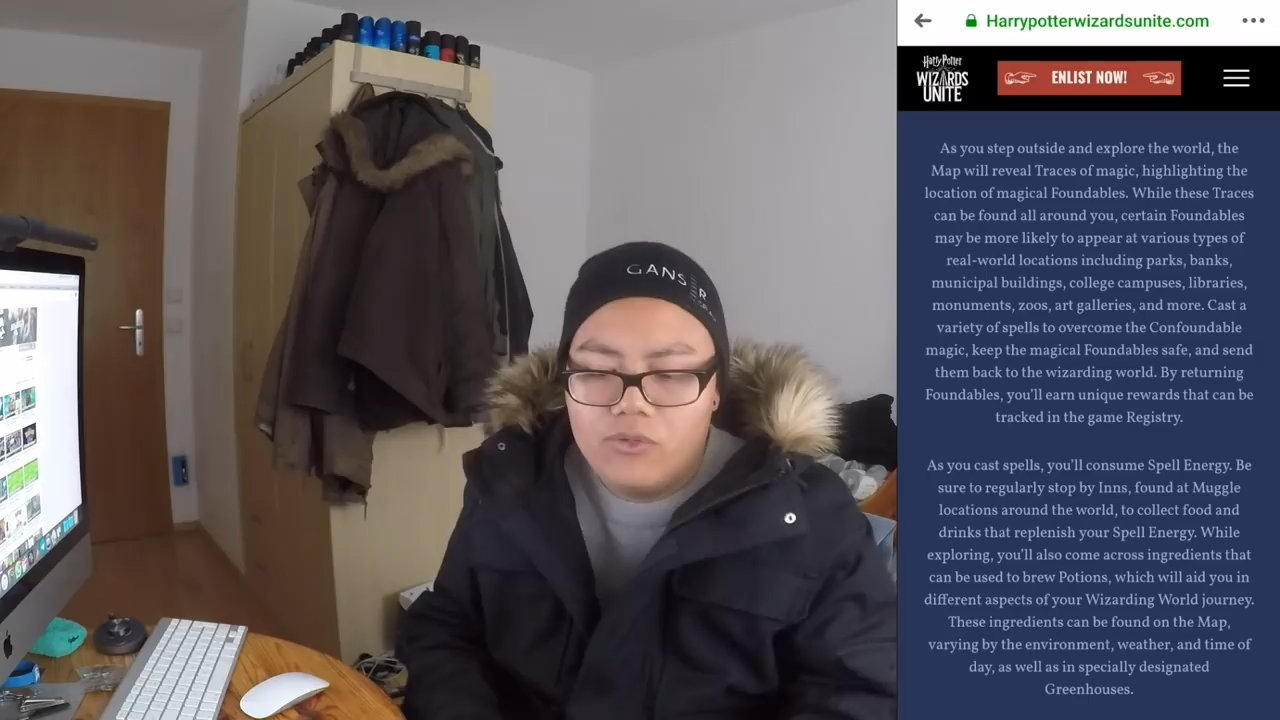 Harrypotterwizardsunite.com
Harry Potter
WIZARDS
UNITE
ENLIST NOW!
As you step outside and explore the world, the
Map will reveal Traces of magic, highlighting the
location of magical Foundables. While these Traces
can be found all around you, certain Foundables
may be more likely to appear at various types of
real-world locations including parks, banks,
municipal buildings, college campuses, libraries,
monuments, zoos, art galleries, and more. Cast a
variety of spells to overcome the Confoundable
magic, keep the magical Foundables safe, and send
them back to the wizarding world. By returning
Foundables, you’ll earn unique rewards that can be
tracked in the game Registry.
As you cast spells, you’ll consume Spell Energy. Be
sure to regularly stop by Inns, found at Muggle
locations around the world, to collect food and
drinks that replenish your Spell Energy. While
exploring, you’ll also come across ingredients that
can be used to brew Potions, which will aid you in
different aspects of your Wizarding World journey.
These ingredients can be found on the Map,
varying by the environment, weather, and time of
day, as well as in specially designated
Greenhouses.